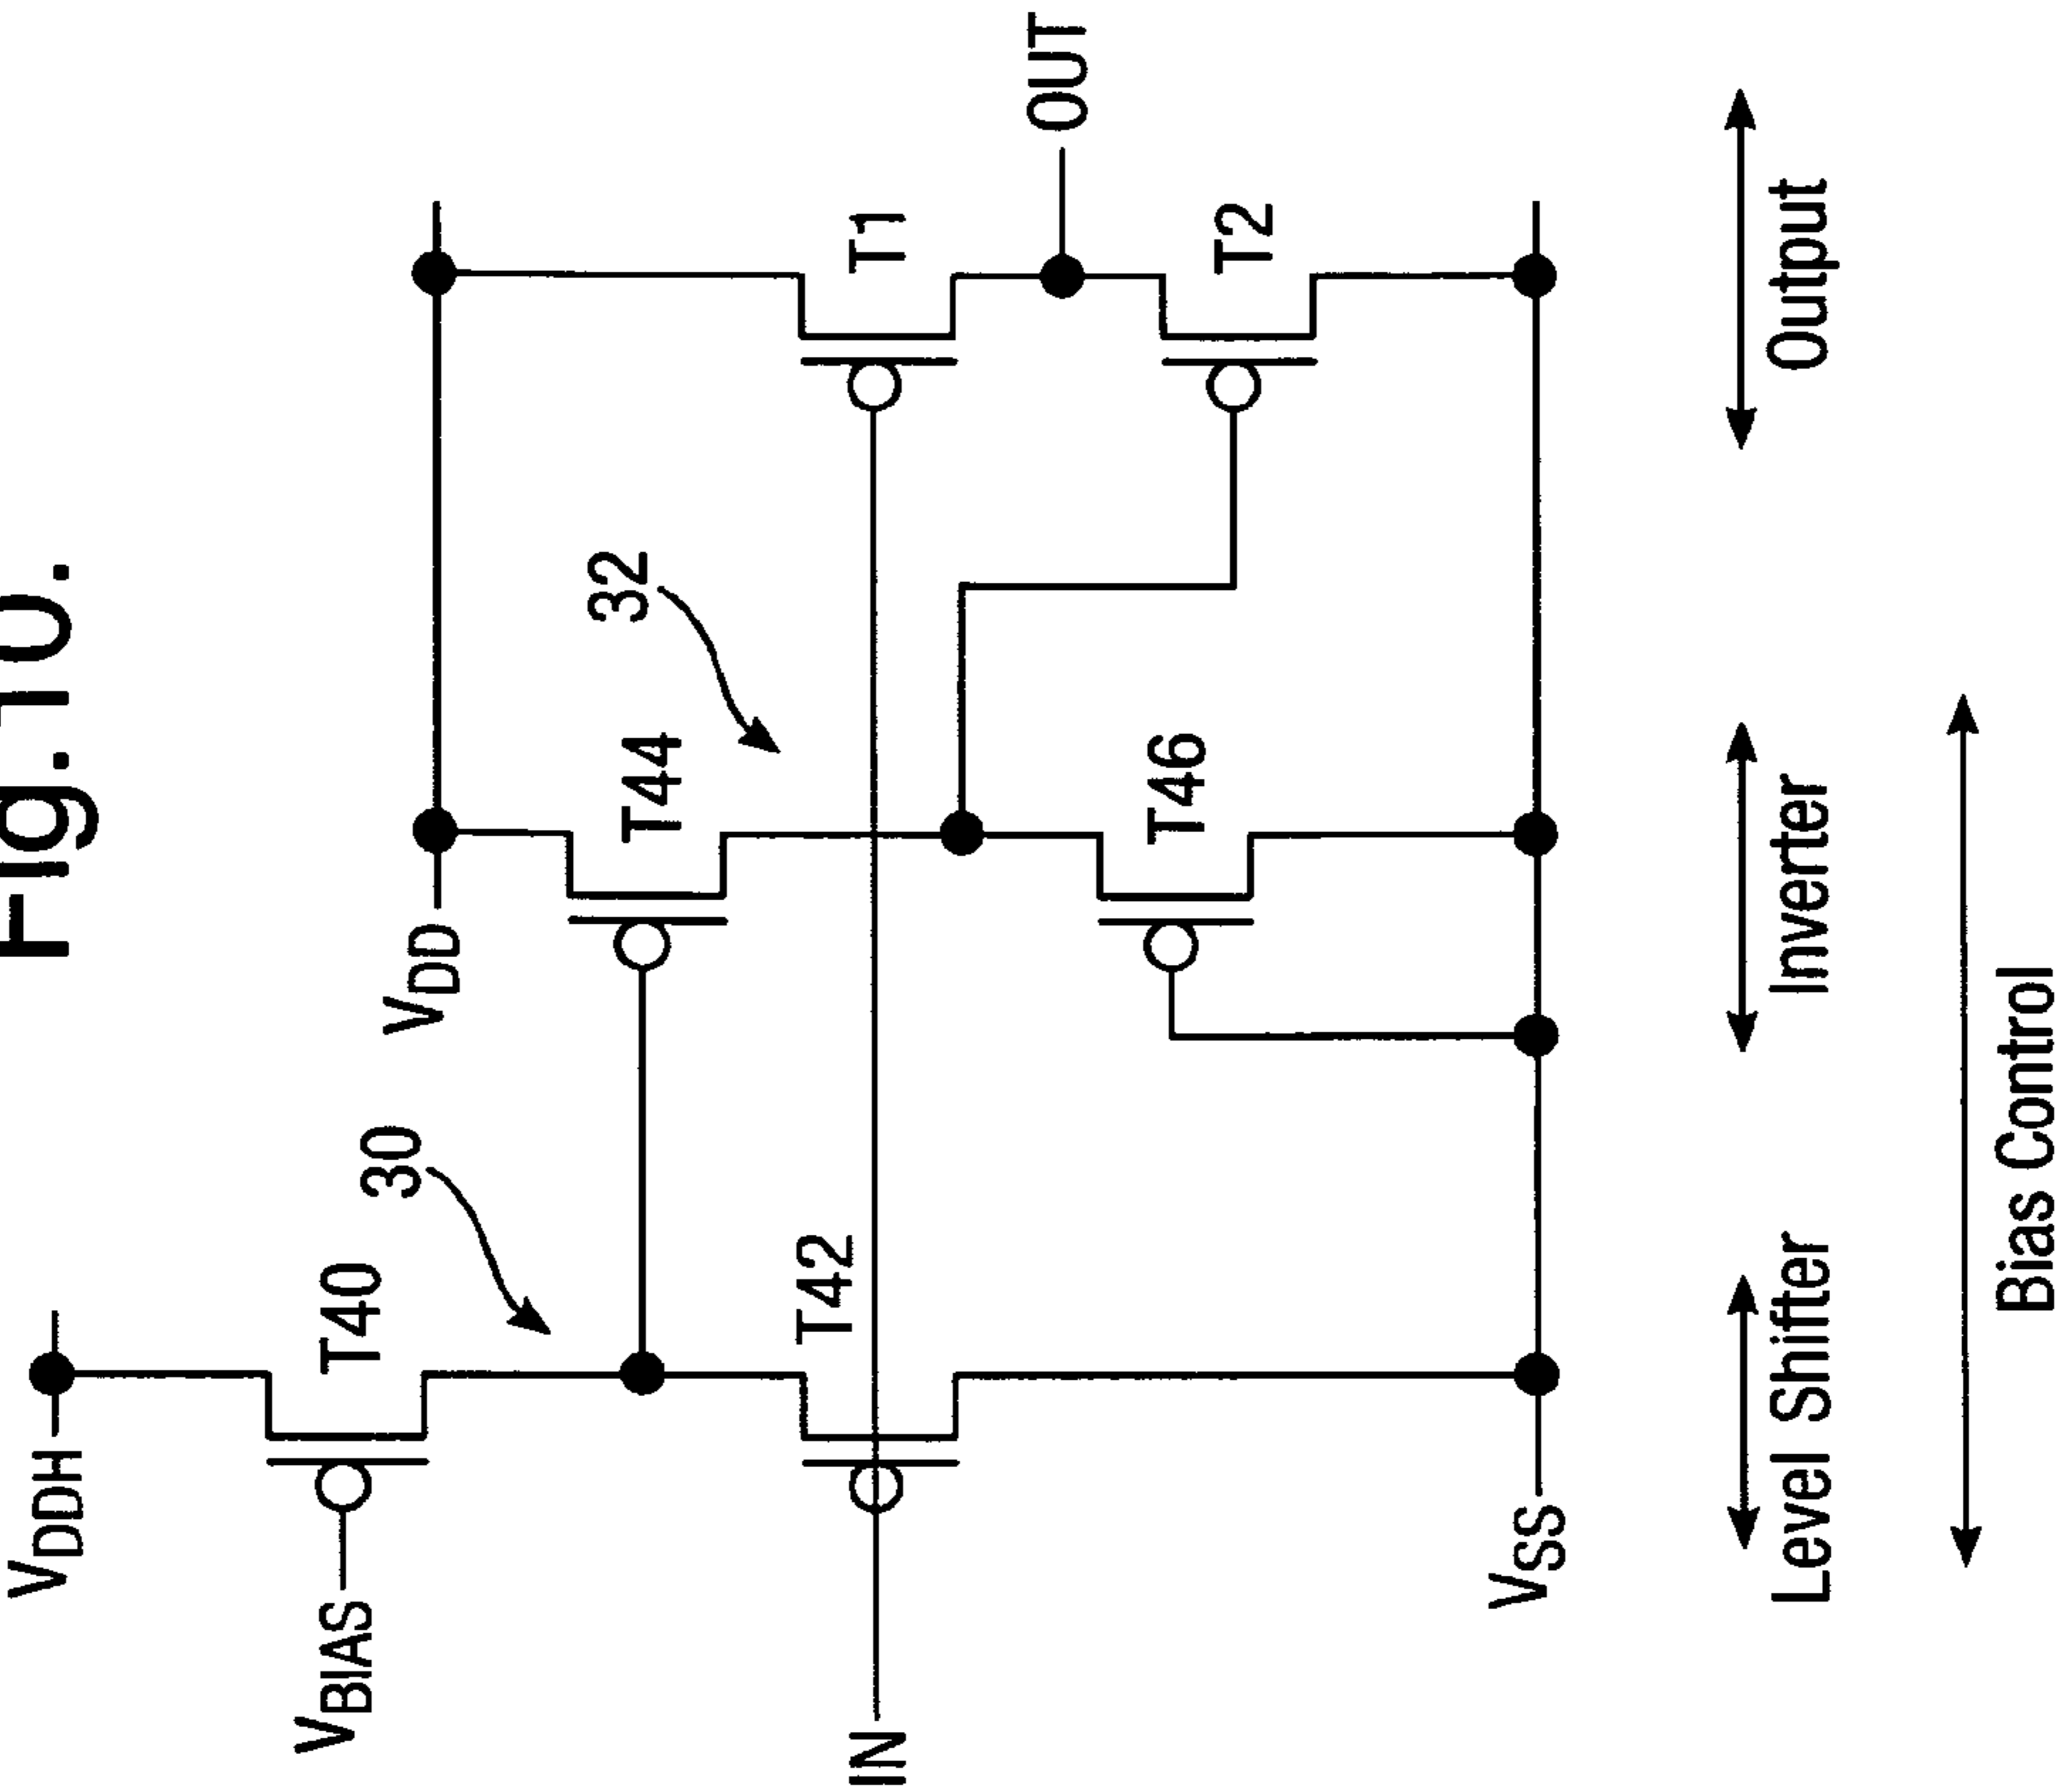 Fig.10.
VDDH
VBIAS
T40
30
IN
T42
VDD
T44
32
T46
T1
OUT
T2
VSS
Level Shifter
Inverter
Output
Bias Control